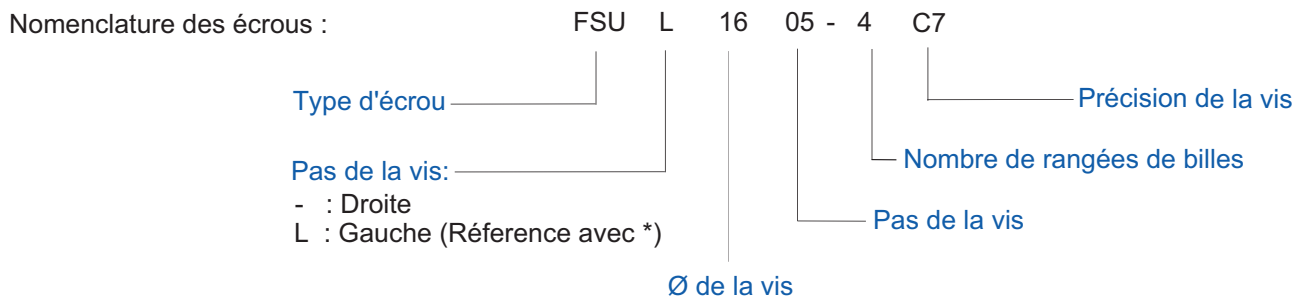 Nomenclature des écrous : FSU L 16 05 - 4 C7
Type d'écrou
Précision de la vis
Pas de la vis:
Nombre de rangées de billes
- : Droite
L : Gauche (Réference avec *)
Pas de la vis
Ø de la vis